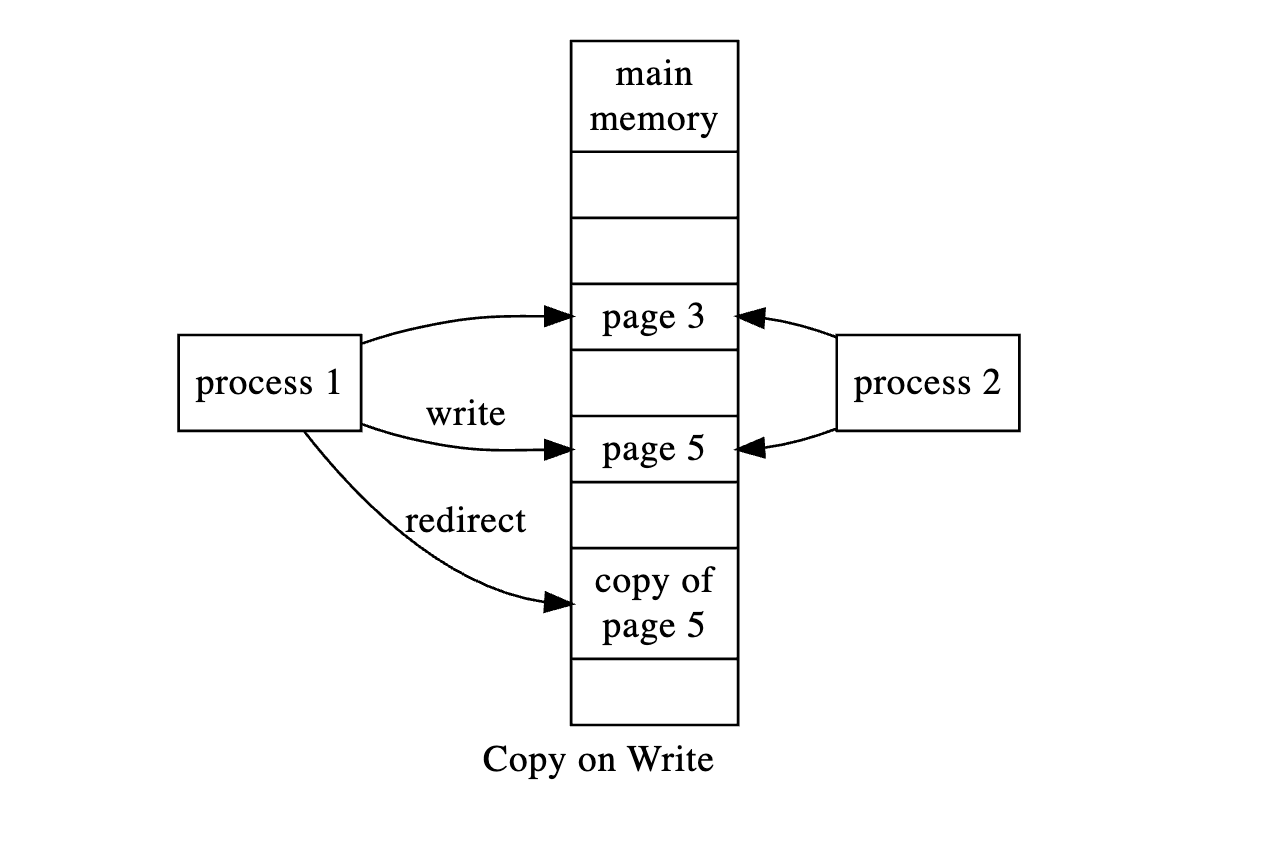 main
memory
page 3
process 1
process 2
write
page 5
redirect
copy of
page 5
Copy on Write